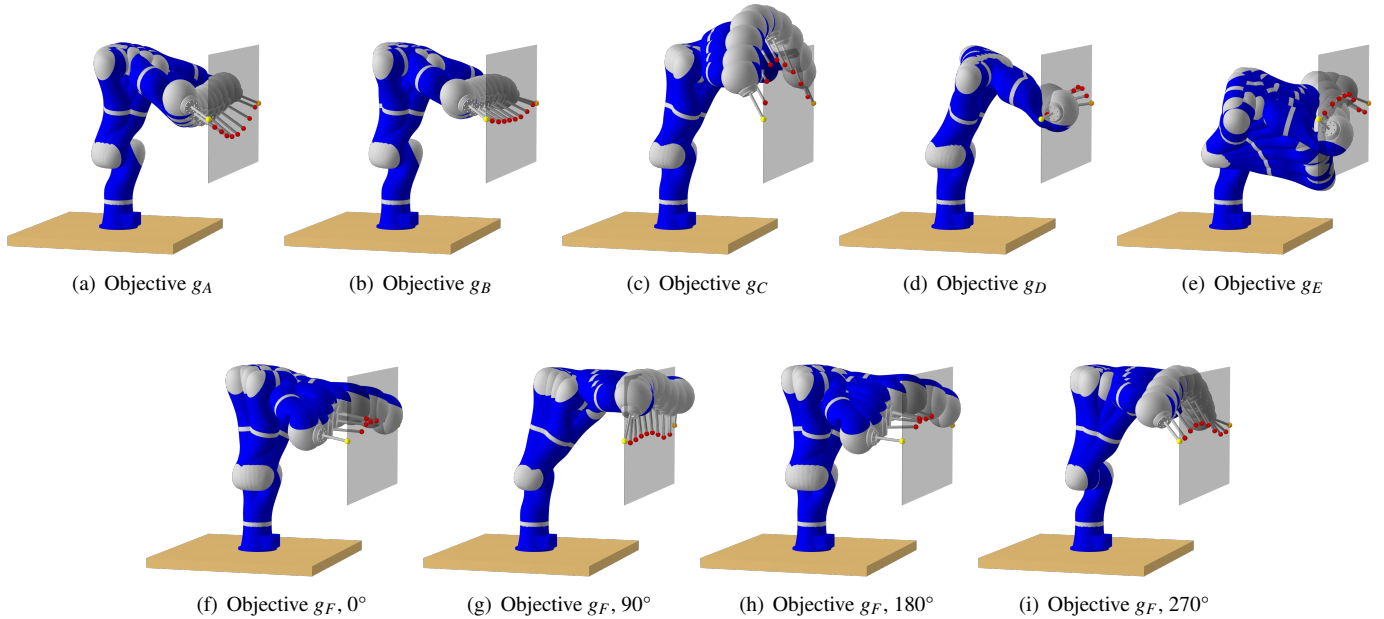 (a) Objective g_A
(b) Objective g_B
(c) Objective g_C
(d) Objective g_D
(e) Objective g_E
(f) Objective g_F, 0°
(g) Objective g_F, 90°
(h) Objective g_F, 180°
(i) Objective g_F, 270°